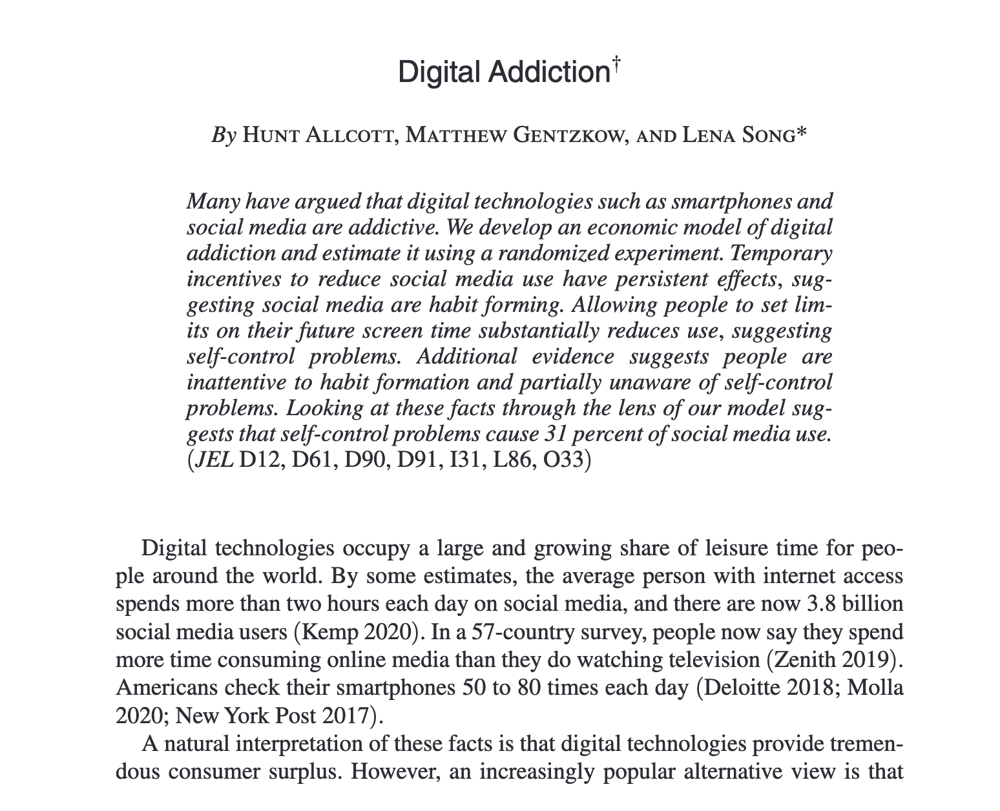 Digital Addiction†
By HUNT ALLCOTT, MATTHEW GENTZKOW, AND LENA SONG*
Many have argued that digital technologies such as smartphones and
social media are addictive. We develop an economic model of digital
addiction and estimate it using a randomized experiment. Temporary
incentives to reduce social media use have persistent effects, sug-
gesting social media are habit forming. Allowing people to set lim-
its on their future screen time substantially reduces use, suggesting
self-control problems. Additional evidence suggests people are
inattentive to habit formation and partially unaware of self-control
problems. Looking at these facts through the lens of our model sug-
gests that self-control problems cause 31 percent of social media use.
(JEL D12, D61, D90, D91, I31, L86, O33)
Digital technologies occupy a large and growing share of leisure time for peo-
ple around the world. By some estimates, the average person with internet access
spends more than two hours each day on social media, and there are now 3.8 billion
social media users (Kemp 2020). In a 57-country survey, people now say they spend
more time consuming online media than they do watching television (Zenith 2019).
Americans check their smartphones 50 to 80 times each day (Deloitte 2018; Molla
2020; New York Post 2017).
A natural interpretation of these facts is that digital technologies provide tremen-
dous consumer surplus. However, an increasingly popular alternative view is that